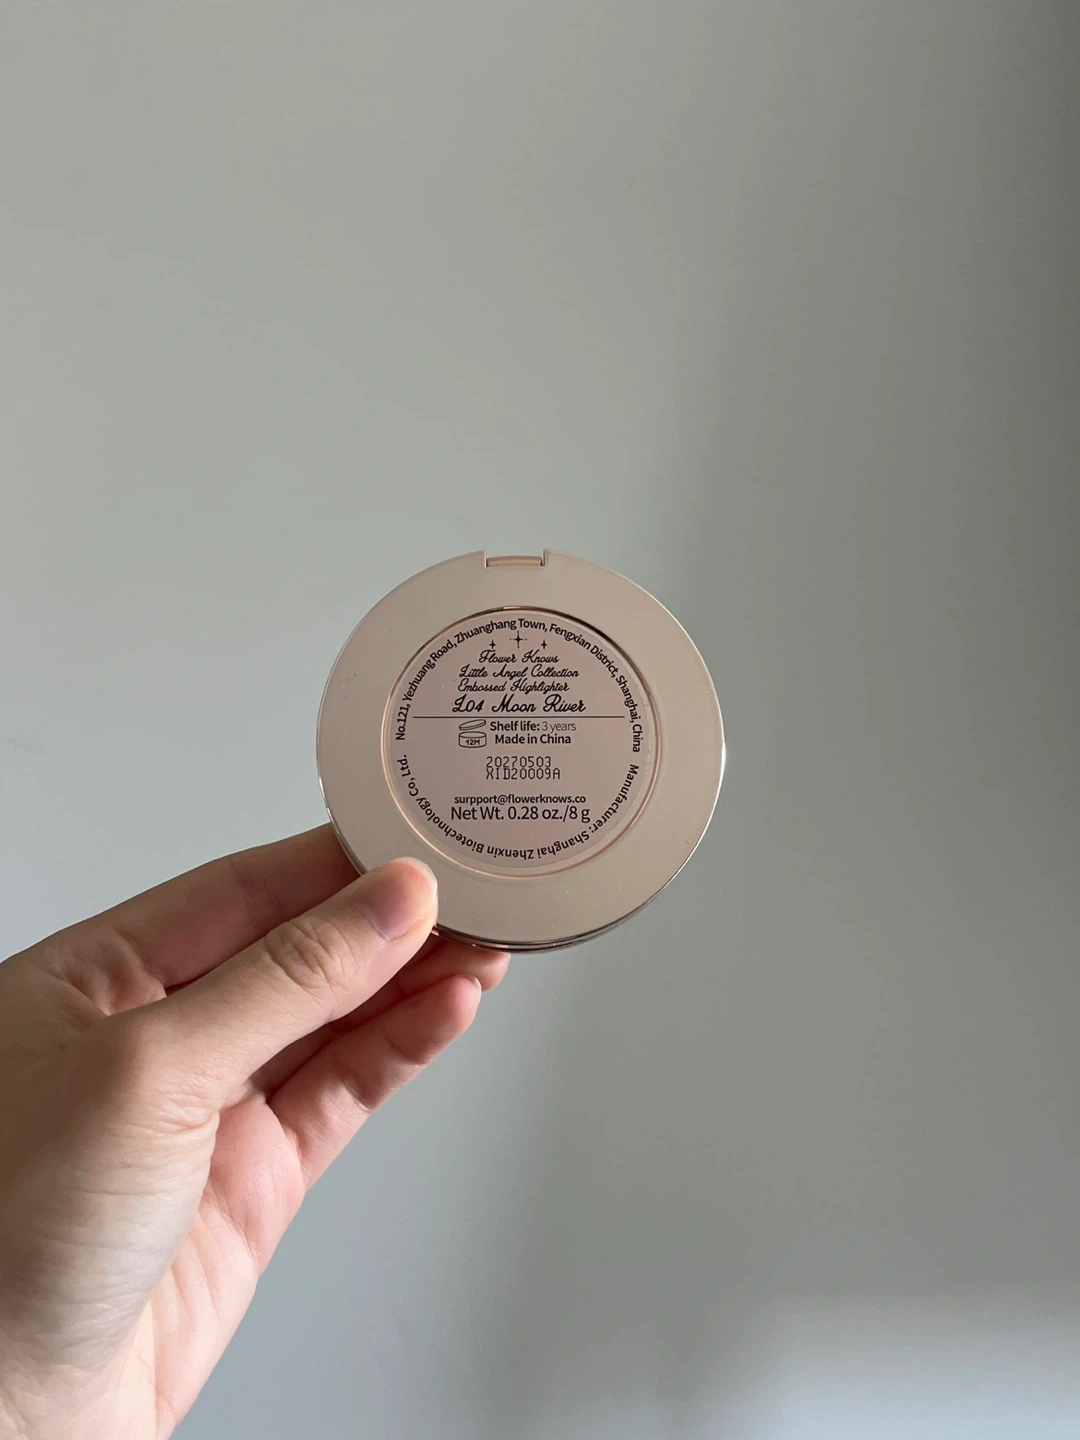 No.121, Yezhuang Road, Zhuanghang Town, Fengxian District, Shanghai, China
Flower Knows
Little Angel Collection
Embossed Highlighter
L04 Moon River
Shelf life: 3 years
12M
Made in China
20270503
XID20009A
surpport@flowerknows.co
Net Wt. 0.28 oz./8 g
Manufacturer: Shanghai Zhenxin Biotechnology Co., Ltd.